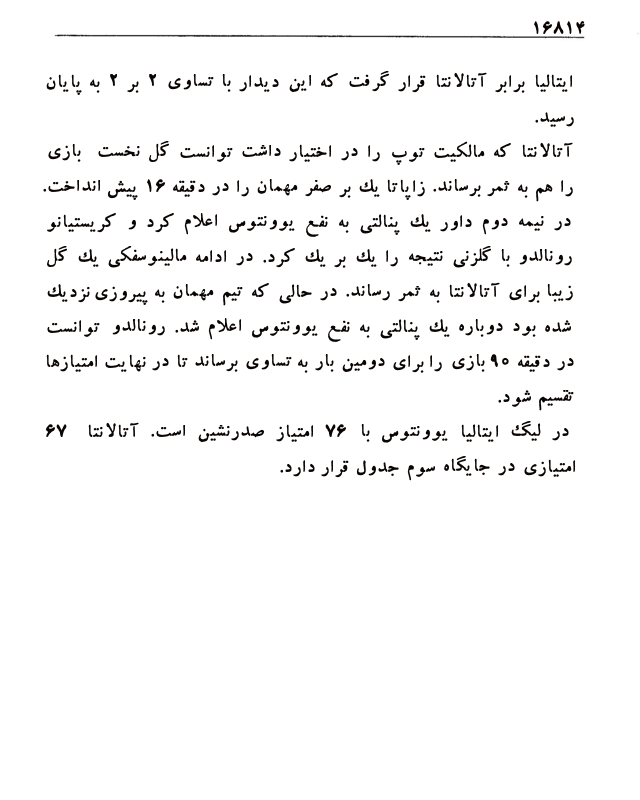 ۱۶۸۱۴
ایتالیا برابر آتالانتا قرار گرفت که این دیدار با تساوی ۲ بر ۲ به پایان
رسید.
آتالانتا که مالکیت توپ را در اختیار داشت توانست گل نخست بازی
را هم به ثمر برساند. زاپاتا یك بر صفر مهمان را در دقیقه ۱۶ پیش انداخت.
در نیمه دوم داور یك پنالتی به نفع یوونتوس اعلام کرد و کریستیانو
رونالدو با گلزنی نتیجه را یك بر یك کرد. در ادامه مالینوسفکی یك گل
زیبا برای آتالانتا به ثمر رساند. در حالی که تیم مهمان به پیروزی نزدیك
شده بود دوباره یك پنالتی به نفع یوونتوس اعلام شد. رونالدو توانست
در دقیقه ۹۰ بازی را برای دومین بار به تساوی برساند تا در نهایت امتیازها
تقسیم شود.
در لیگ ایتالیا یوونتوس با ۷۶ امتیاز صدرنشین است. آتالانتا ۶۷
امتیازی در جایگاه سوم جدول قرار دارد.